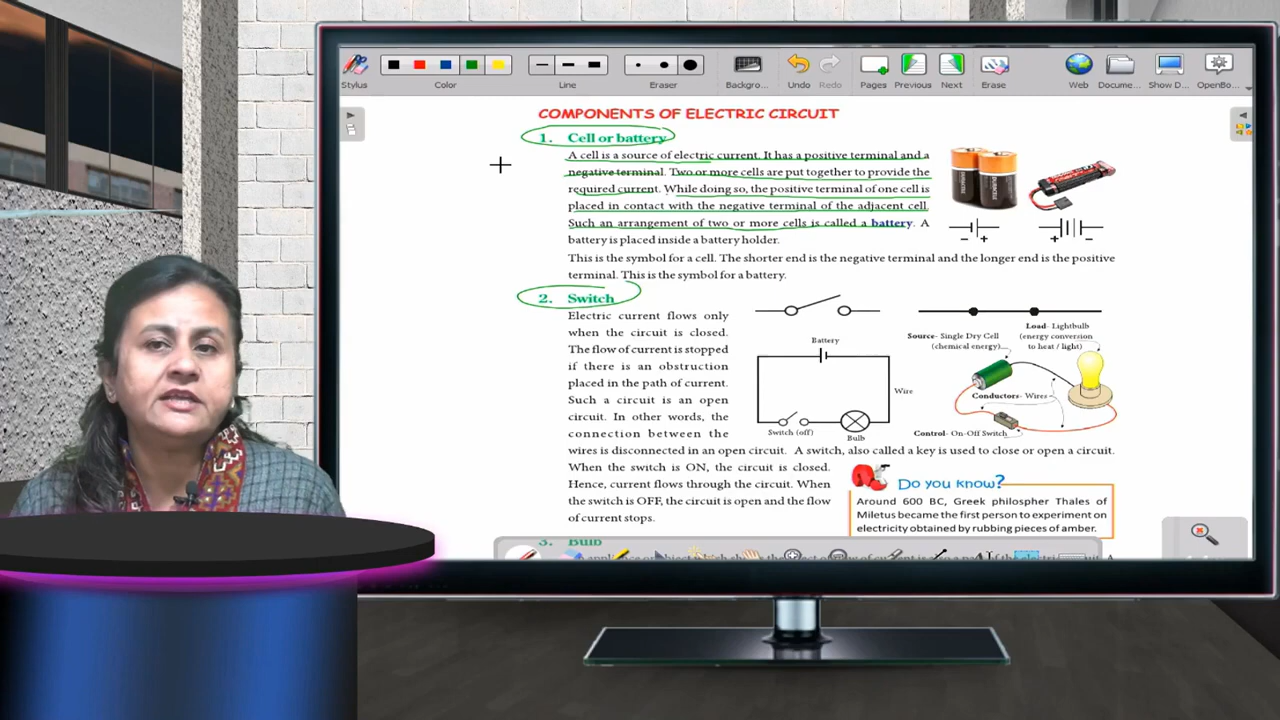 Stylus
Color
Line
Eraser
Backgro...
Undo
Redo
Pages
Previous
Next
Erase
Web
Docume...
Show D...
OpenBo...
COMPONENTS OF ELECTRIC CIRCUIT
1. Cell or battery
A cell is a source of electric current. It has a positive terminal and a
negative terminal. Two or more cells are put together to provide the
required current. While doing so, the positive terminal of one cell is
placed in contact with the negative terminal of the adjacent cell.
Such an arrangement of two or more cells is called a battery. A
battery is placed inside a battery holder.
This is the symbol for a cell. The shorter end is the negative terminal and the longer end is the positive
terminal. This is the symbol for a battery.
− +
− +
2. Switch
Electric current flows only
when the circuit is closed.
The flow of current is stopped
if there is an obstruction
placed in the path of current.
Such a circuit is an open
circuit. In other words, the
connection between the
wires is disconnected in an open circuit. A switch, also called a key is used to close or open a circuit.
When the switch is ON, the circuit is closed.
Hence, current flows through the circuit. When
the switch is OFF, the circuit is open and the flow
of current stops.
Battery
Wire
Switch (off)
Bulb
Source- Single Dry Cell
(chemical energy)
Load- Lightbulb
(energy conversion
to heat / light)
Conductors- Wires
Control- On-Off Switch
Do you know?
Around 600 BC, Greek philospher Thales of
Miletus became the first person to experiment on
electricity obtained by rubbing pieces of amber.
3. Bulb